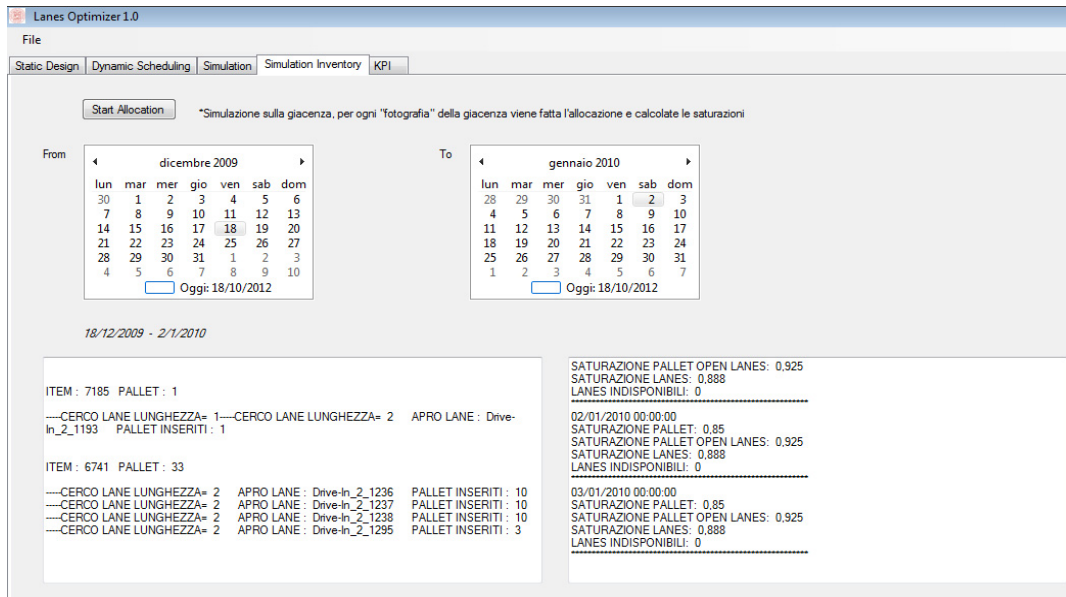 Lanes Optimizer 1.0
File
Static Design Dynamic Scheduling Simulation Simulation Inventory KPI
Start Allocation *Simulazione sulla giacenza, per ogni "fotografia" della giacenza viene fatta l'allocazione e calcolate le saturazioni
From
dicembre 2009
lun mar mer gio ven sab dom
30 1 2 3 4 5 6
7 8 9 10 11 12 13
14 15 16 17 18 19 20
21 22 23 24 25 26 27
28 29 30 31 1 2 3
4 5 6 7 8 9 10
Oggi: 18/10/2012
To
gennaio 2010
lun mar mer gio ven sab dom
28 29 30 31 1 2 3
4 5 6 7 8 9 10
11 12 13 14 15 16 17
18 19 20 21 22 23 24
25 26 27 28 29 30 31
1 2 3 4 5 6 7
Oggi: 18/10/2012
18/12/2009 - 2/1/2010
ITEM : 7185 PALLET : 1
-----CERCO LANE LUNGHEZZA= 1-----CERCO LANE LUNGHEZZA= 2 APRO LANE : Drive-
In_2_1193 PALLET INSERITI : 1
ITEM : 6741 PALLET : 33
-----CERCO LANE LUNGHEZZA= 2 APRO LANE : Drive-In_2_1236 PALLET INSERITI : 10
-----CERCO LANE LUNGHEZZA= 2 APRO LANE : Drive-In_2_1237 PALLET INSERITI : 10
-----CERCO LANE LUNGHEZZA= 2 APRO LANE : Drive-In_2_1238 PALLET INSERITI : 10
-----CERCO LANE LUNGHEZZA= 2 APRO LANE : Drive-In_2_1295 PALLET INSERITI : 3
SATURAZIONE PALLET OPEN LANES: 0,925
SATURAZIONE LANES: 0,888
LANES INDISPONIBILI: 0
************************************************************
02/01/2010 00:00:00
SATURAZIONE PALLET: 0,85
SATURAZIONE PALLET OPEN LANES: 0,925
SATURAZIONE LANES: 0,888
LANES INDISPONIBILI: 0
************************************************************
03/01/2010 00:00:00
SATURAZIONE PALLET: 0,85
SATURAZIONE PALLET OPEN LANES: 0,925
SATURAZIONE LANES: 0,888
LANES INDISPONIBILI: 0
************************************************************